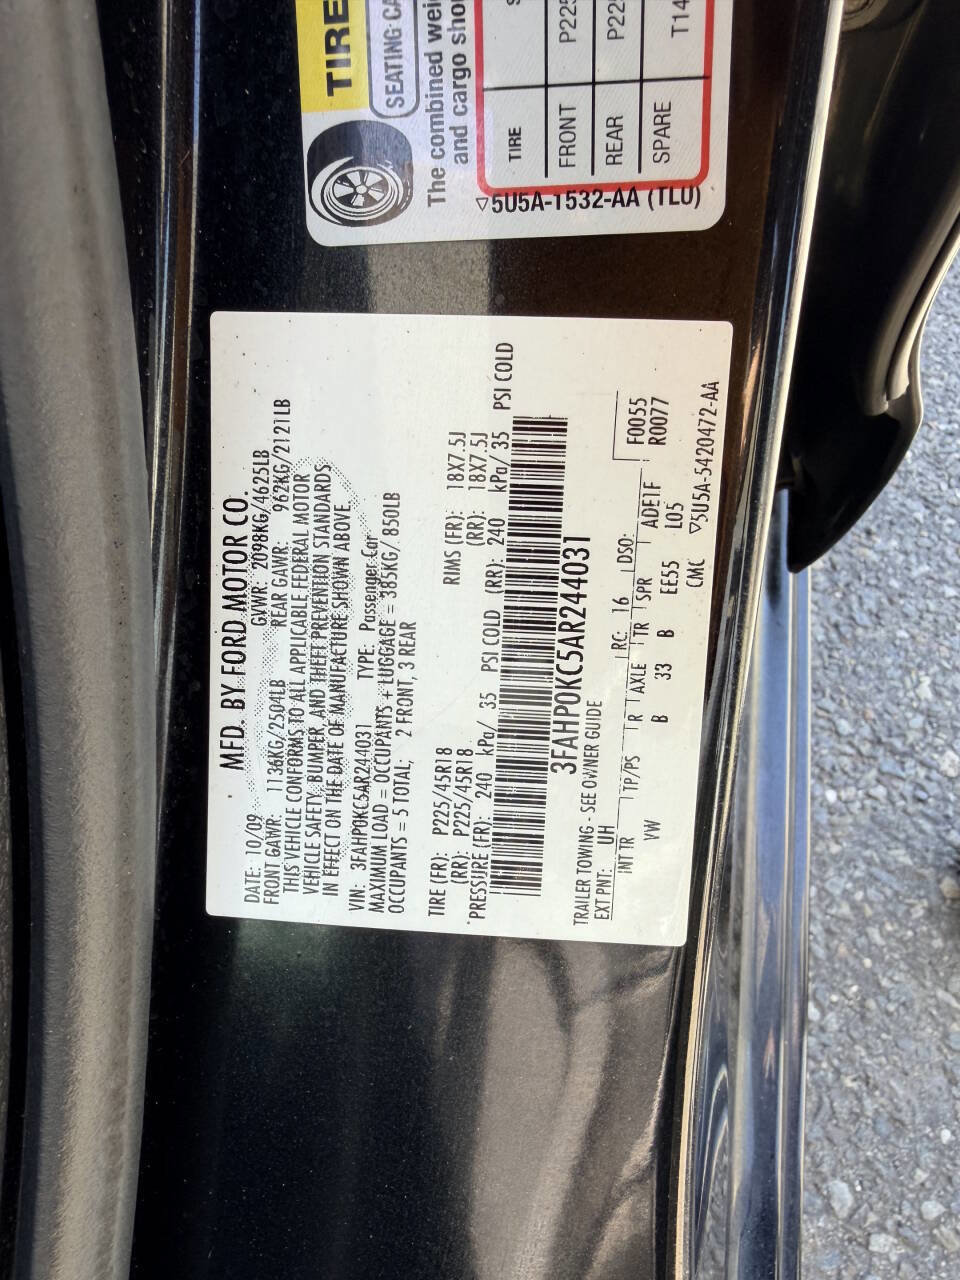 TIRE
SEATING CA
The combined wei
and cargo shou
TIRE
FRONT P225
REAR P225
SPARE T14
▽5U5A-1532-AA (TLU)
MFD. BY FORD MOTOR CO.
DATE: 10/09 GVWR: 2098KG/4625LB
FRONT GAWR: 1136KG/2504LB REAR GAWR: 962KG/2121LB
THIS VEHICLE CONFORMS TO ALL APPLICABLE FEDERAL MOTOR
VEHICLE SAFETY, BUMPER, AND THEFT PREVENTION STANDARDS
IN EFFECT ON THE DATE OF MANUFACTURE SHOWN ABOVE.
VIN: 3FAHP0KC5AR244031 TYPE: Passenger Car
MAXIMUM LOAD = OCCUPANTS + LUGGAGE = 385KG/ 850LB
OCCUPANTS = 5 TOTAL; 2 FRONT, 3 REAR
TIRE (FR): P225/45R18 RIMS (FR): 18X7.5J
(RR): P225/45R18 (RR): 18X7.5J
PRESSURE (FR): 240 kPa/ 35 PSI COLD (RR): 240 kPa/ 35 PSI COLD
3FAHP0KC5AR244031
TRAILER TOWING - SEE OWNER GUIDE
EXT PNT: UH RC: 16 DSO: F0055
INT TR TP/PS R AXLE TR SPR ADE1F R0077
VW B 33 B EE55 L05
CMC ▽5U5A-5420472-AA